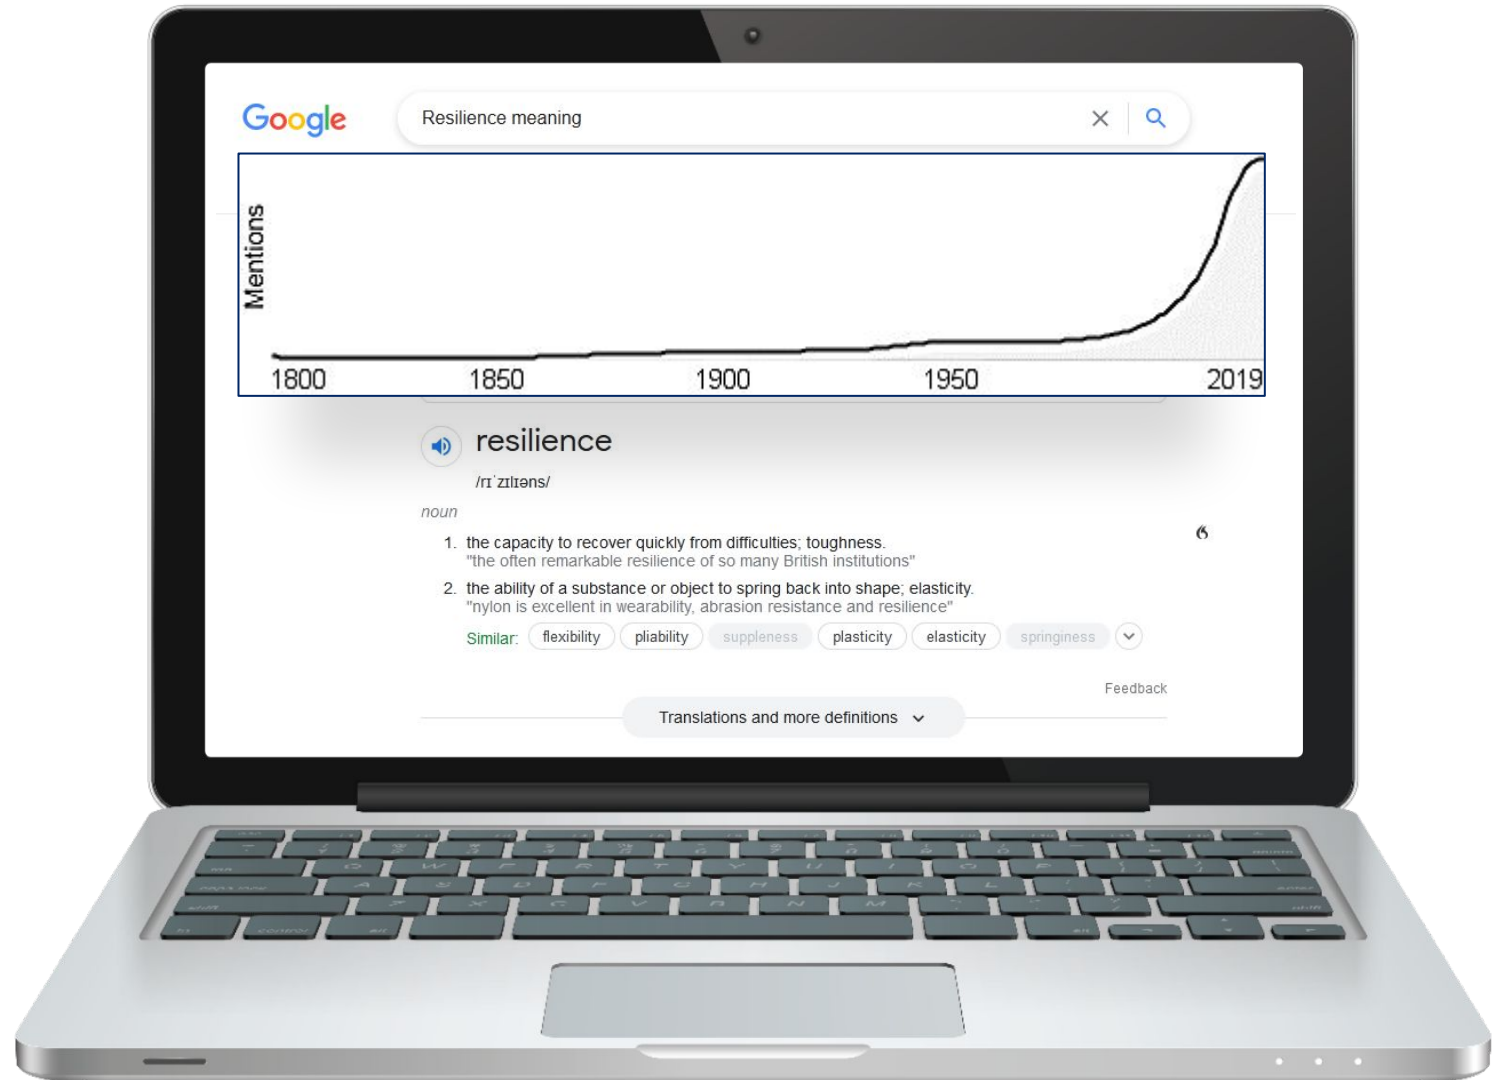 Google
Resilience meaning
Mentions
1800 1850 1900 1950 2019
resilience
/rɪˈzɪlɪəns/
noun
1. the capacity to recover quickly from difficulties; toughness.
"the often remarkable resilience of so many British institutions"
2. the ability of a substance or object to spring back into shape; elasticity.
"nylon is excellent in wearability, abrasion resistance and resilience"
Similar: flexibility pliability suppleness plasticity elasticity springiness
Feedback
Translations and more definitions